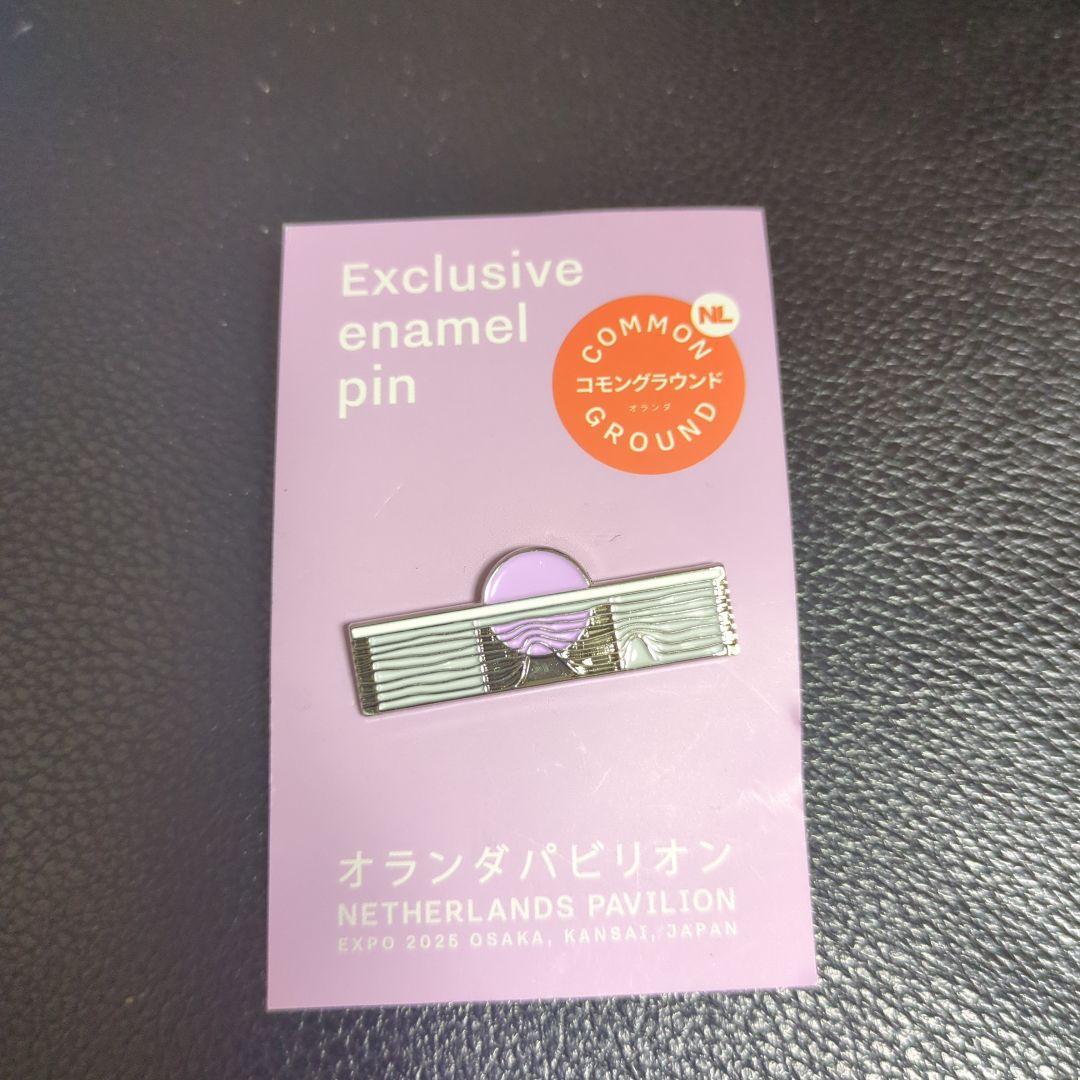 Exclusive
enamel
pin
NL
COMMON
コモングラウンド
オランダ
GROUND
オランダパビリオン
NETHERLANDS PAVILION
EXPO 2025 OSAKA, KANSAI, JAPAN